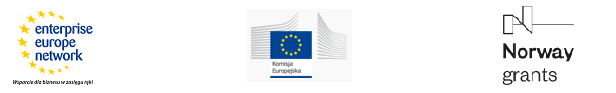 enterprise
europe
network
Wsparcie dla biznesu w zasięgu ręki
Komisja
Europejska
Norway
grants